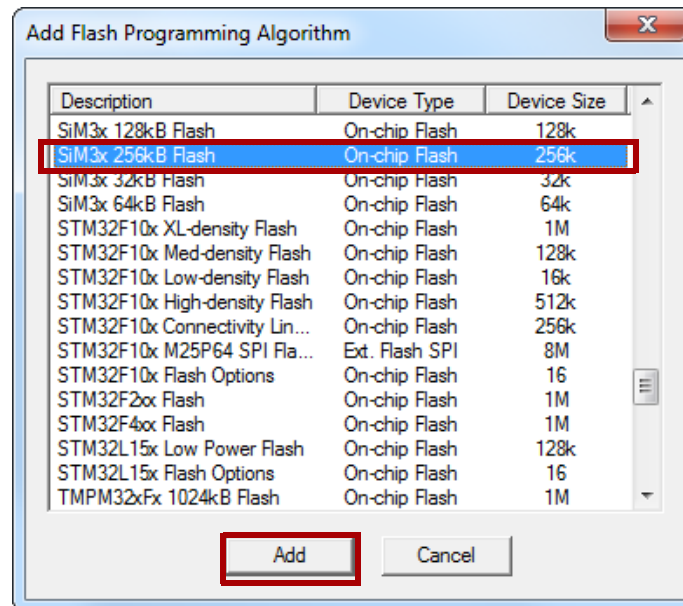 Add Flash Programming Algorithm
Description Device Type Device Size
SiM3x 128kB Flash On-chip Flash 128k
SiM3x 256kB Flash On-chip Flash 256k
SiM3x 32kB Flash On-chip Flash 32k
SiM3x 64kB Flash On-chip Flash 64k
STM32F10x XL-density Flash On-chip Flash 1M
STM32F10x Med-density Flash On-chip Flash 128k
STM32F10x Low-density Flash On-chip Flash 16k
STM32F10x High-density Flash On-chip Flash 512k
STM32F10x Connectivity Lin... On-chip Flash 256k
STM32F10x M25P64 SPI Fla... Ext. Flash SPI 8M
STM32F10x Flash Options On-chip Flash 16
STM32F2xx Flash On-chip Flash 1M
STM32F4xx Flash On-chip Flash 1M
STM32L15x Low Power Flash On-chip Flash 128k
STM32L15x Flash Options On-chip Flash 16
TMPM32xFx 1024kB Flash On-chip Flash 1M
Add Cancel